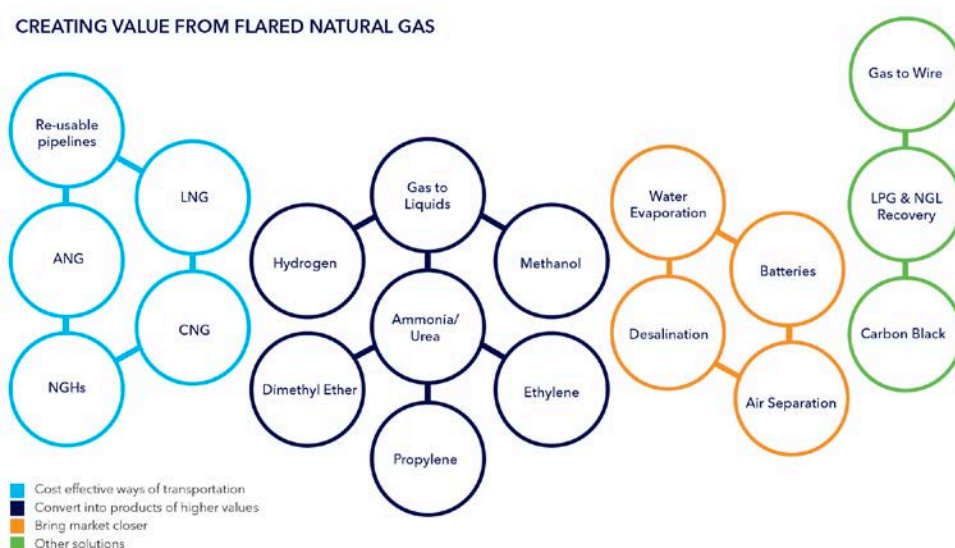 CREATING VALUE FROM FLARED NATURAL GAS
Re-usable
pipelines
LNG
ANG
CNG
NGHs
Gas to
Liquids
Hydrogen
Methanol
Ammonia/
Urea
Dimethyl Ether
Ethylene
Propylene
Water
Evaporation
Batteries
Desalination
Air Separation
Gas to Wire
LPG & NGL
Recovery
Carbon Black
Cost effective ways of transportation
Convert into products of higher values
Bring market closer
Other solutions